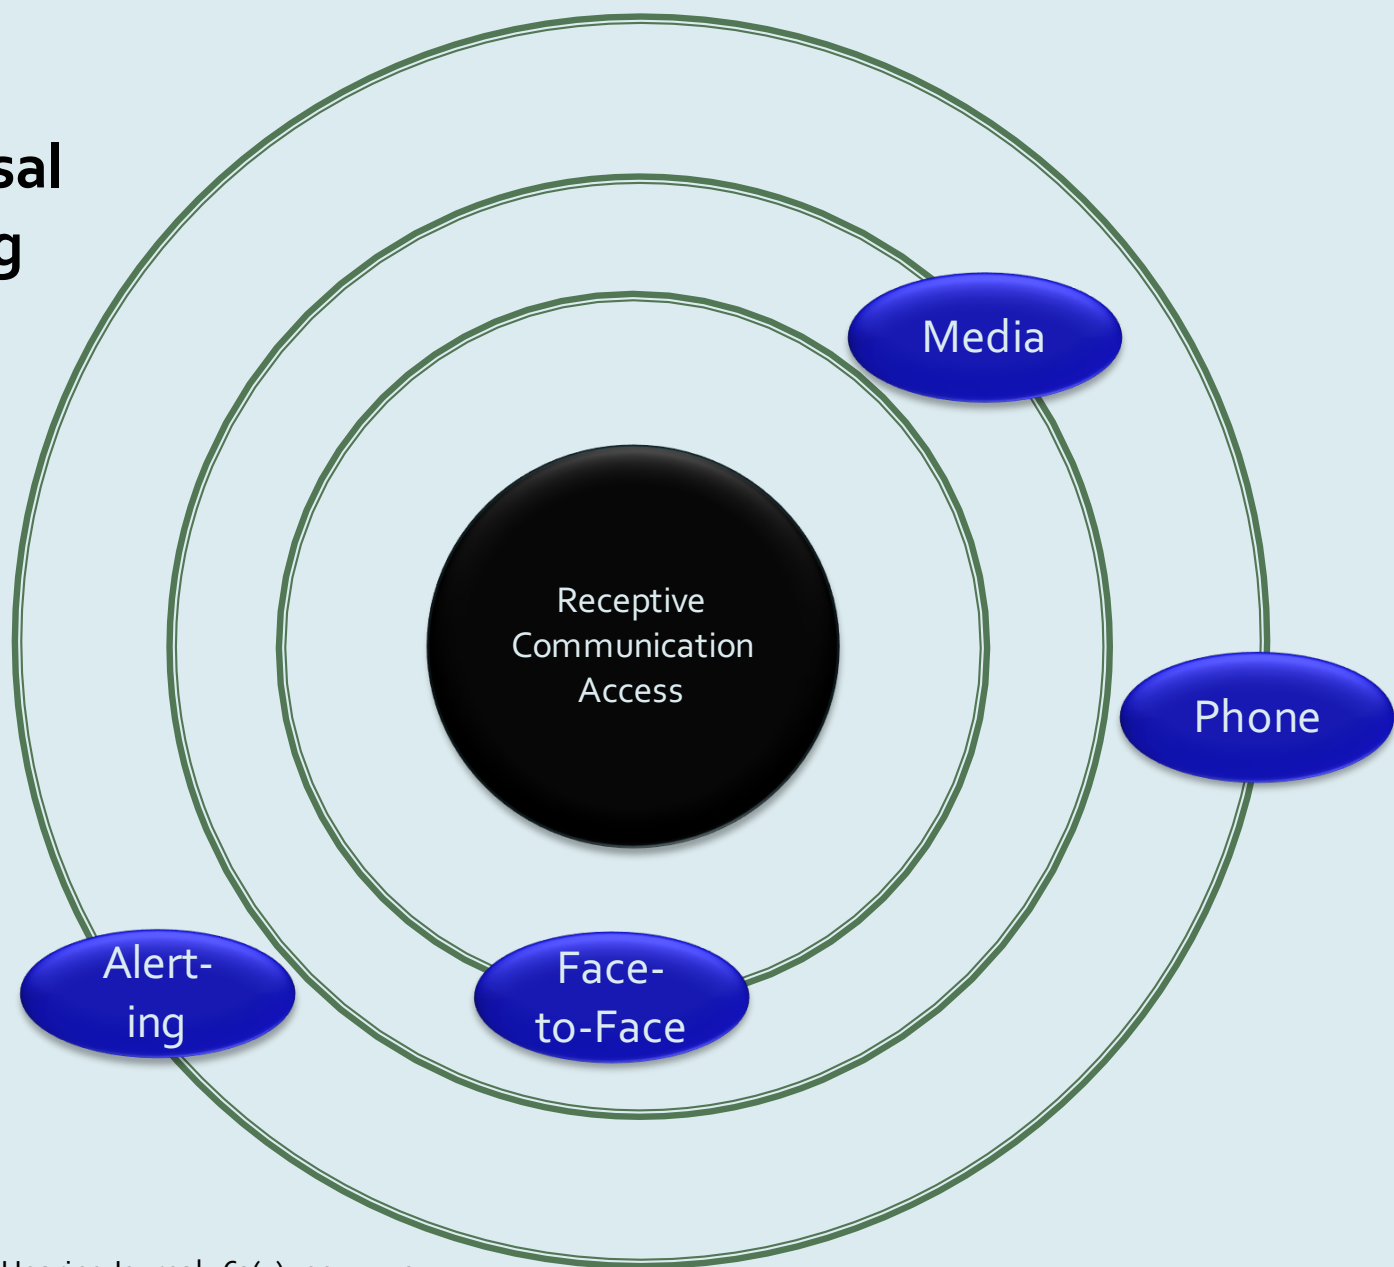 sal
g
Media
Receptive
Communication
Access
Phone
Alert-
ing
Face-
to-Face